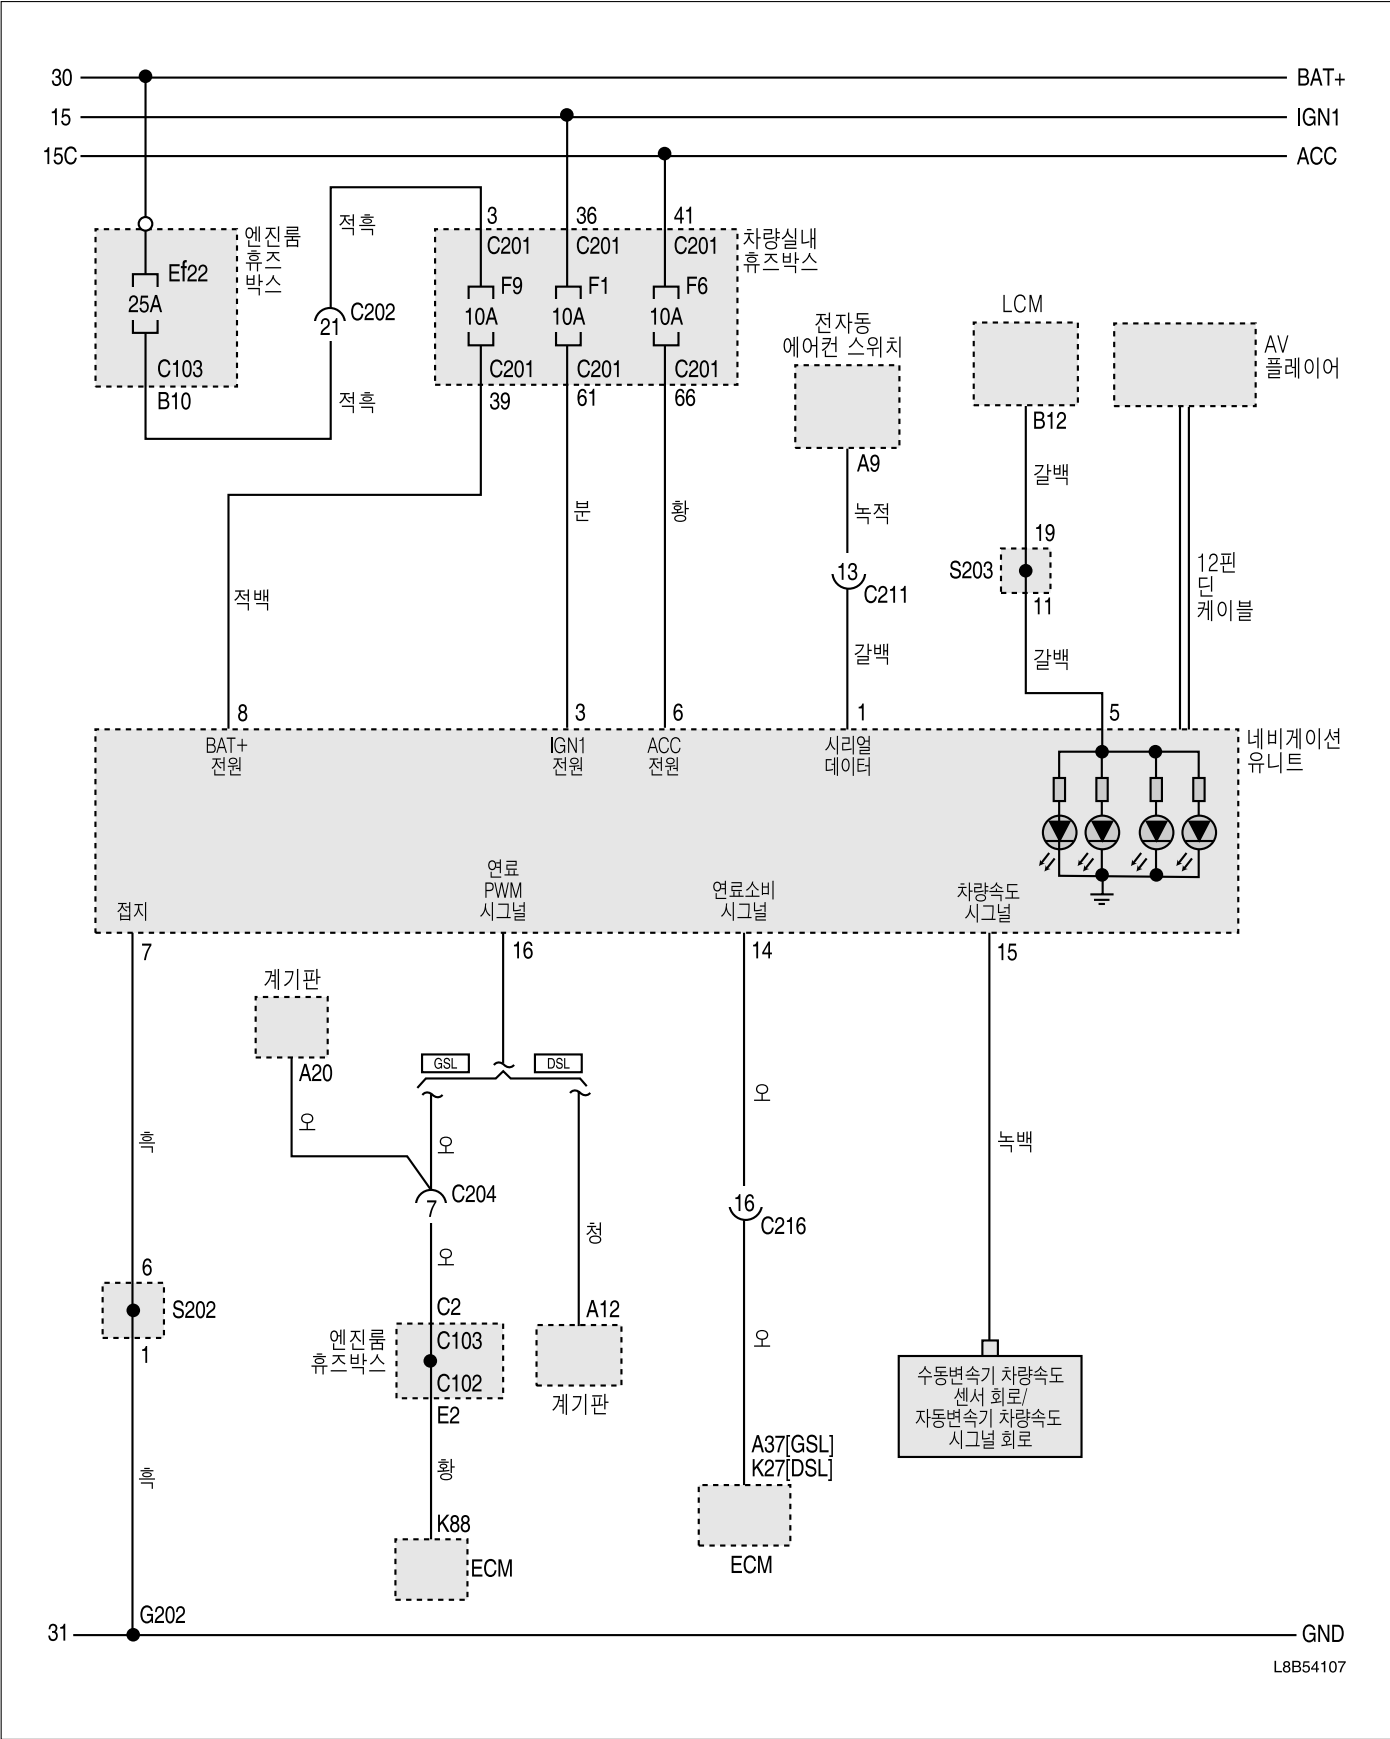 30 BAT+
15 IGN1
15C ACC
엔진룸
휴즈
박스
Ef22
25A
C103
B10
적흑
21 C202
적흑
3 36 41
C201 C201 C201
차량실내
휴즈박스
F9 F1 F6
10A 10A 10A
C201 C201 C201
39 61 66
전자동
에어컨 스위치
A9
녹적
13
C211
갈백
LCM
B12
갈백
19
S203
11
갈백
AV
플레이어
12핀
딘
케이블
적백
분
황
8 3 6 1 5
네비게이션
유니트
BAT+
전원
IGN1
전원
ACC
전원
시리얼
데이터
접지
연료
PWM
시그널
연료소비
시그널
차량속도
시그널
7 16 14 15
계기판
A20
오
GSL DSL
오
7 C204
오
청
C2
엔진룸
휴즈박스
C103
C102
E2
황
K88
ECM
A12
계기판
오
16
C216
오
A37[GSL]
K27[DSL]
ECM
녹백
수동변속기 차량속도
센서 회로/
자동변속기 차량속도
시그널 회로
흑
6
S202
1
흑
G202
31 GND
L8B54107